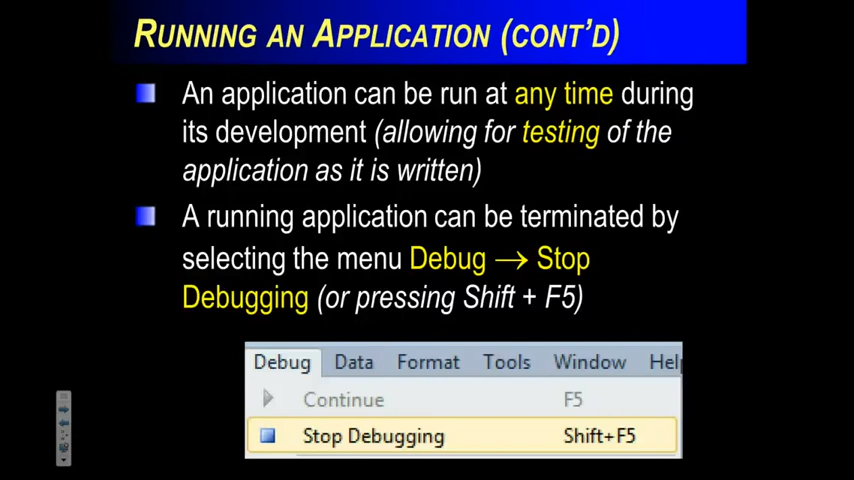 RUNNING AN APPLICATION (CONT'D)
An application can be run at any time during
its development (allowing for testing of the
application as it is written)
A running application can be terminated by
selecting the menu Debug → Stop
Debugging (or pressing Shift + F5)
Debug Data Format Tools Window Help
Continue F5
Stop Debugging Shift+F5